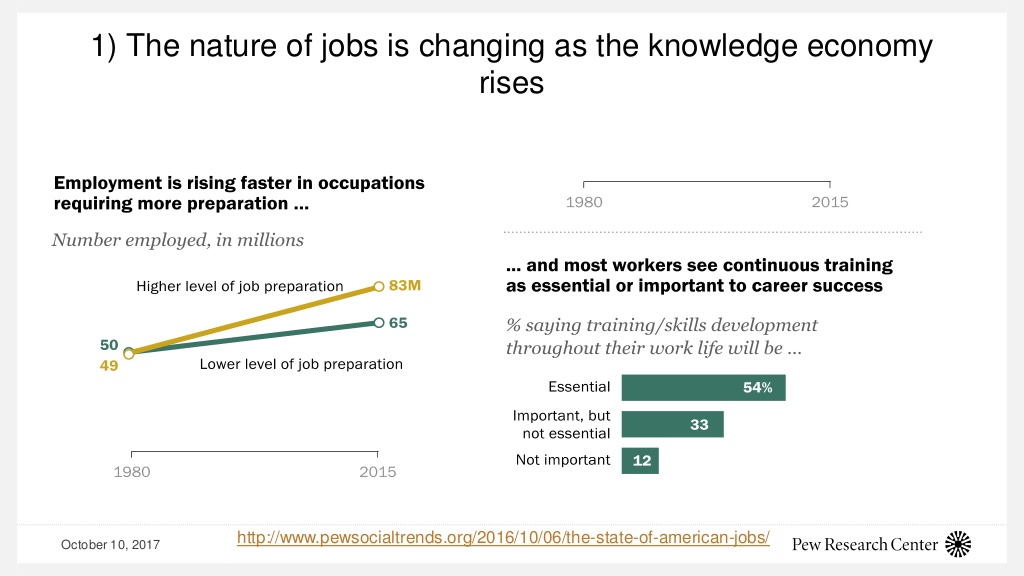 1) The nature of jobs is changing as the knowledge economy
rises
Employment is rising faster in occupations
requiring more preparation ...
Number employed, in millions
Higher level of job preparation
83M
65
50
49
Lower level of job preparation
1980
2015
1980
2015
... and most workers see continuous training
as essential or important to career success
% saying training/skills development
throughout their work life will be ...
Essential
54%
Important, but
not essential
33
Not important
12
October 10, 2017
http://www.pewsocialtrends.org/2016/10/06/the-state-of-american-jobs/
Pew Research Center